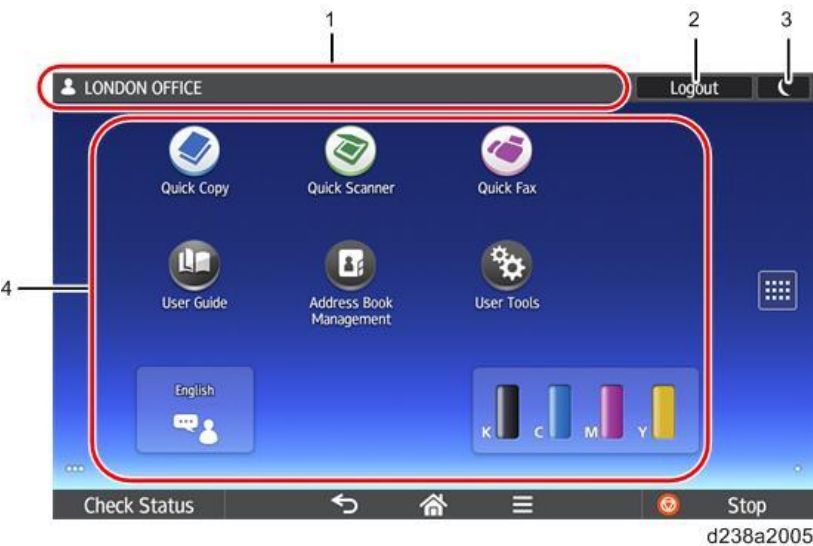 1
2
3
LONDON OFFICE
Logout
Quick Copy
Quick Scanner
Quick Fax
4
User Guide
Address Book
Management
User Tools
English
K
C
M
Y
Check Status
Stop
d238a2005